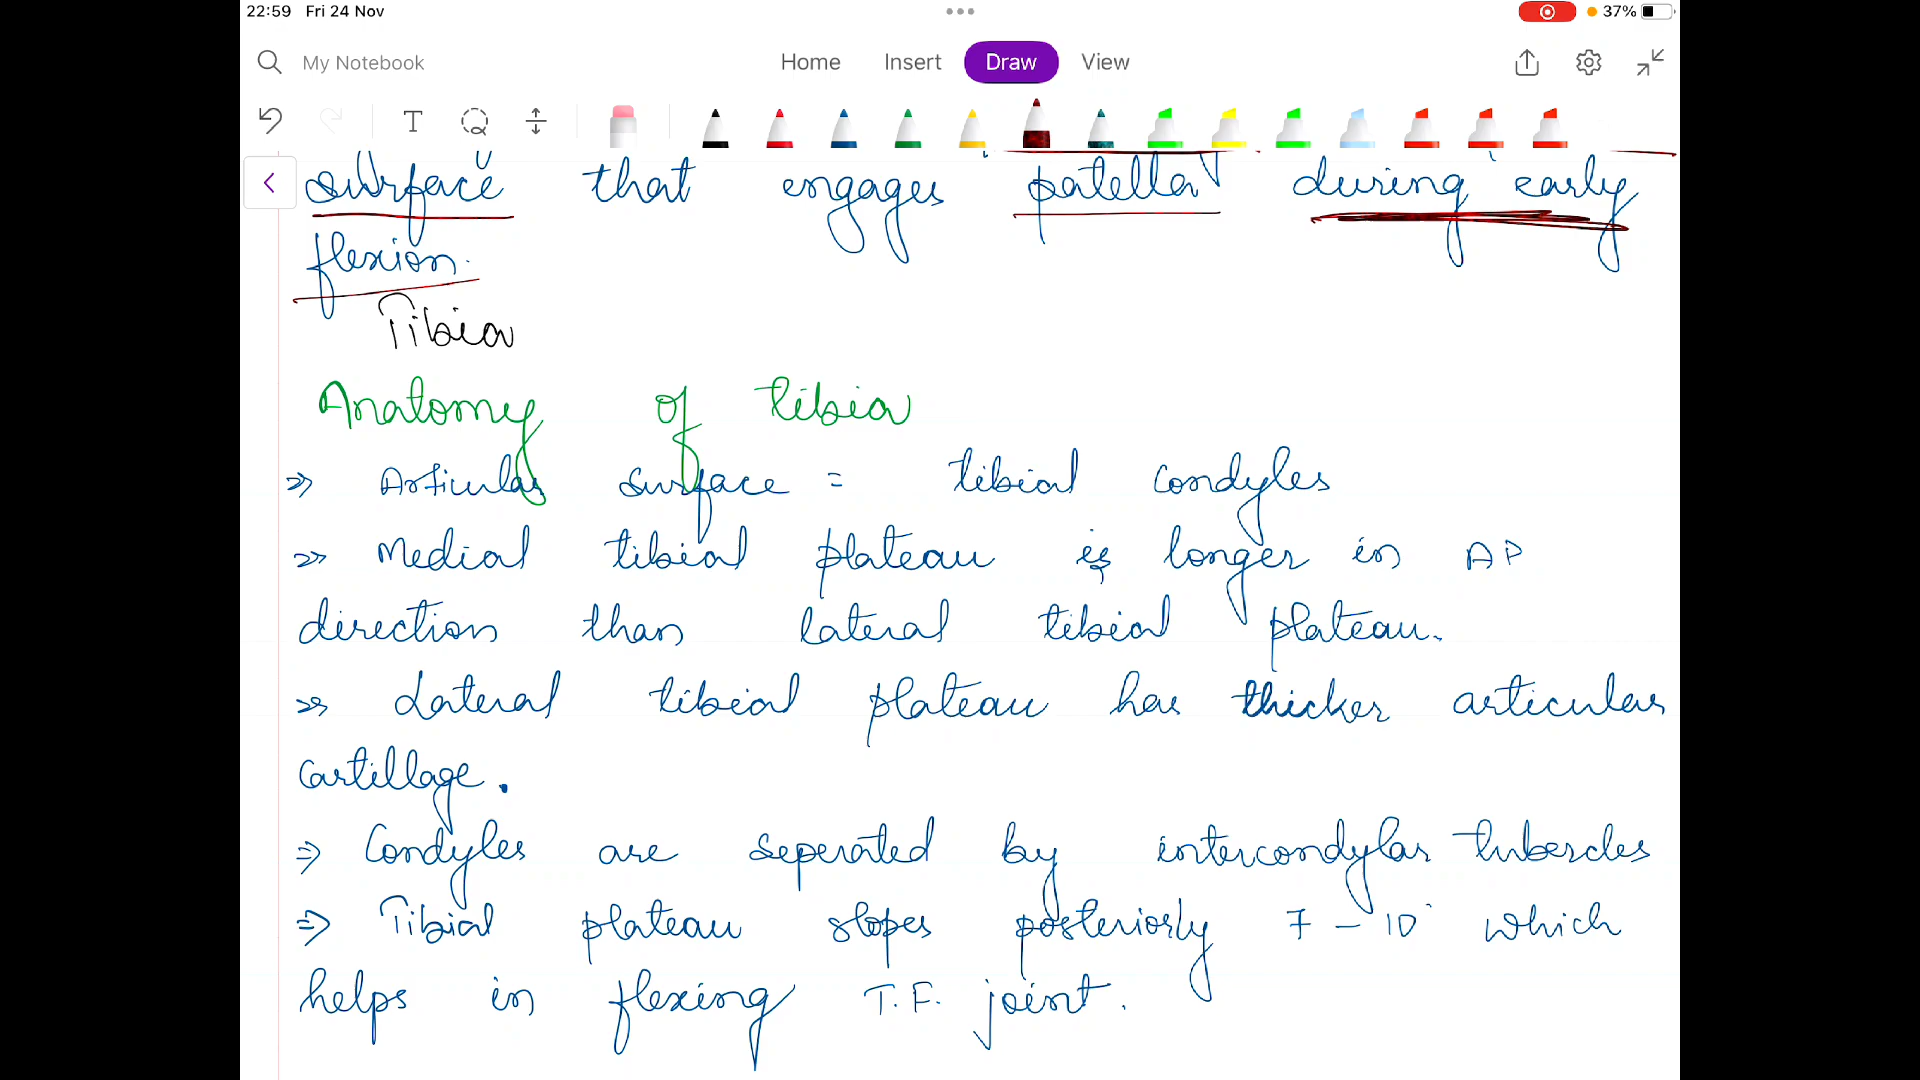 22:59 Fri 24 Nov 37%
My Notebook Home Insert Draw View
T
surface that engages patella during early
flexion.
Tibia
Anatomy of tibia
⇒ Articular surface = tibial condyles
⇒ Medial tibial plateau is longer in AP
direction than lateral tibial plateau.
⇒ Lateral tibial plateau has thicker articular
cartillage.
⇒ Condyles are seperated by intercondylar tubercles
⇒ Tibial plateau slopes posteriorly 7 - 10° which
helps in flexing T.F. joint.